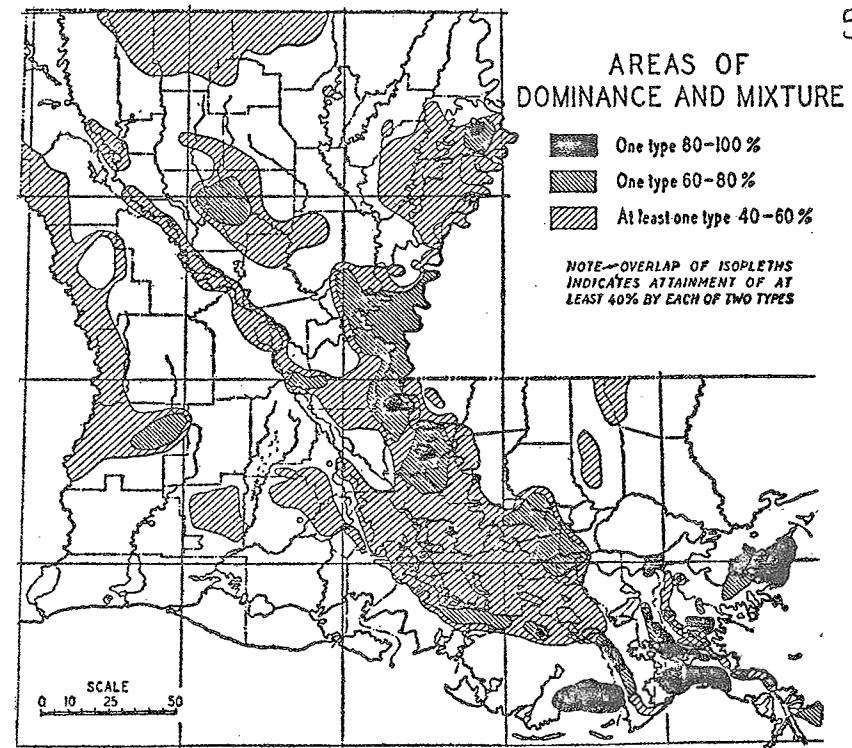 5
AREAS OF
DOMINANCE AND MIXTURE
One type 80-100%
One type 60-80%
At least one type 40-60%
NOTE—OVERLAP OF ISOPLETHS
INDICATES ATTAINMENT OF AT
LEAST 40% BY EACH OF TWO TYPES
SCALE
0 10 25 50